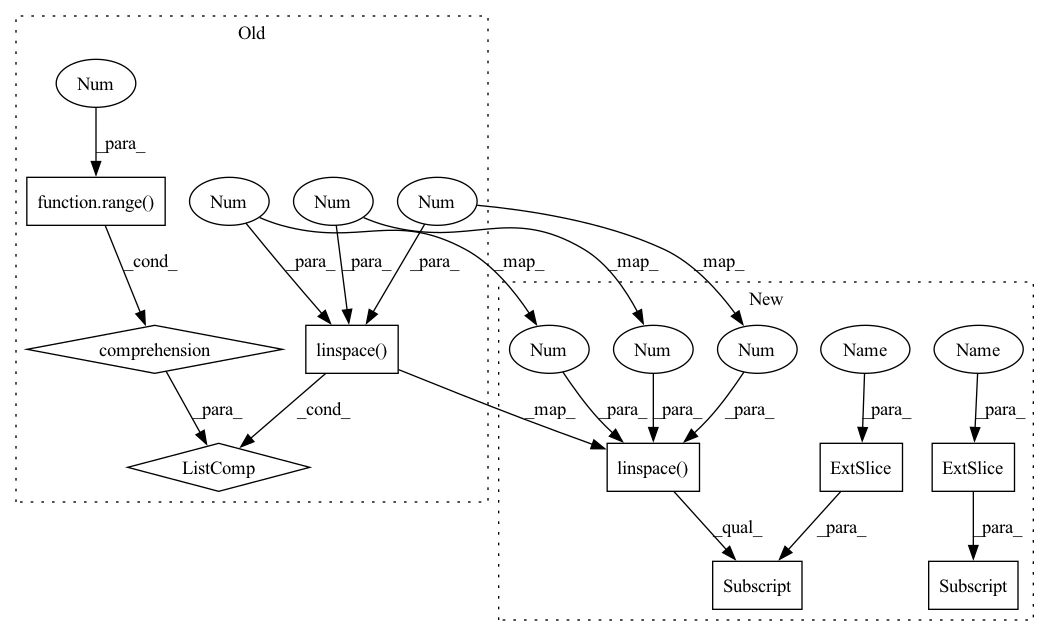 Old
Num
_para_
function.range()
Num
Num
Num
_cond_
_para_
_para_
_para_
_map_
_map_
_map_
New
comprehension
linspace()
Num
Num
Num
Name
Name
_para_
_cond_
_map_
_para_
_para_
_para_
_para_
_para_
ListComp
linspace()
ExtSlice
ExtSlice
_qual_
_para_
_para_
Subscript
Subscript